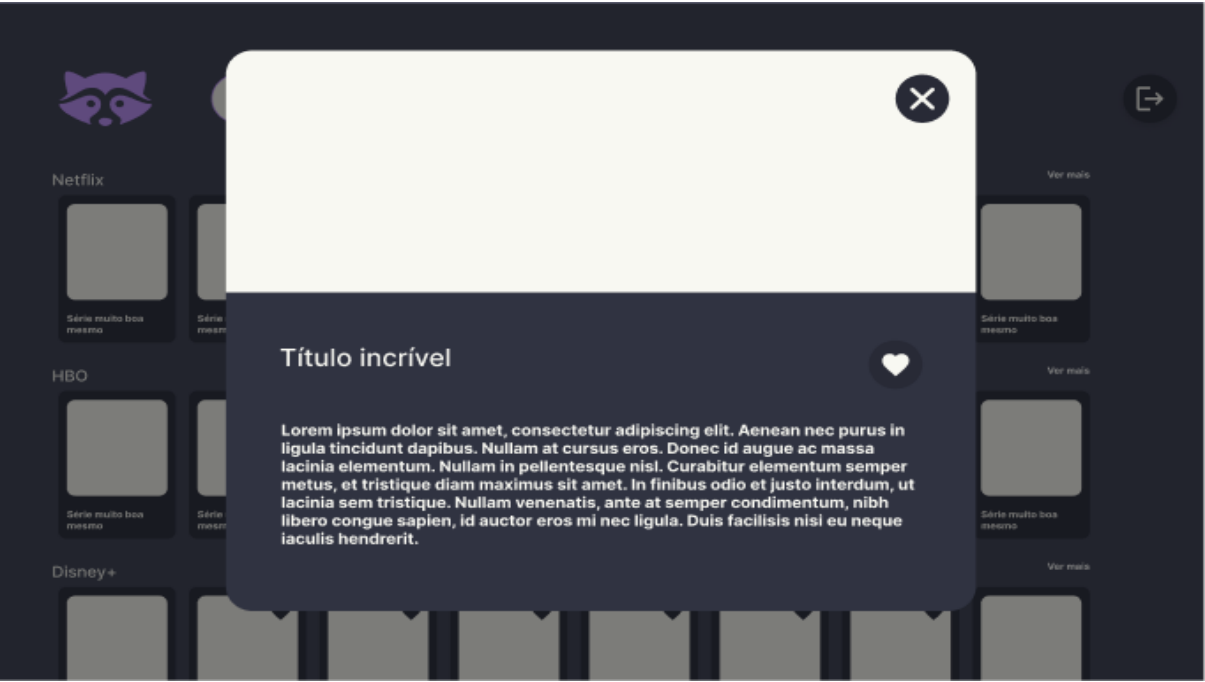 Netflix
Ver mais
Série muito boa
mesmo
Série
mesm
Série muito boa
mesmo
Título incrível
HBO
Ver mais
Lorem ipsum dolor sit amet, consectetur adipiscing elit. Aenean nec purus in
ligula tincidunt dapibus. Nullam at cursus eros. Donec id augue ac massa
lacinia elementum. Nullam in pellentesque nisl. Curabitur elementum semper
metus, et tristique diam maximus sit amet. In finibus odio et justo interdum, ut
lacinia sem tristique. Nullam venenatis, ante at semper condimentum, nibh
libero congue sapien, id auctor eros mi nec ligula. Duis facilisis nisi eu neque
iaculis hendrerit.
Série muito boa
mesmo
Série
mesm
Série muito boa
mesmo
Disney+
Ver mais